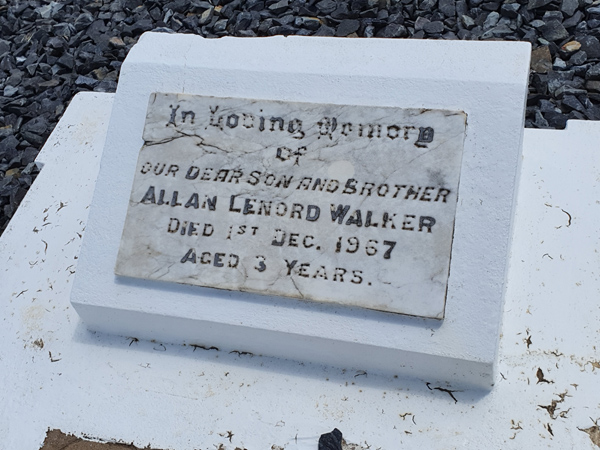 In Loving Memory
of
OUR DEAR SON AND BROTHER
ALLAN LENORD WALKER
DIED 1ST DEC. 1967
AGED 3 YEARS.